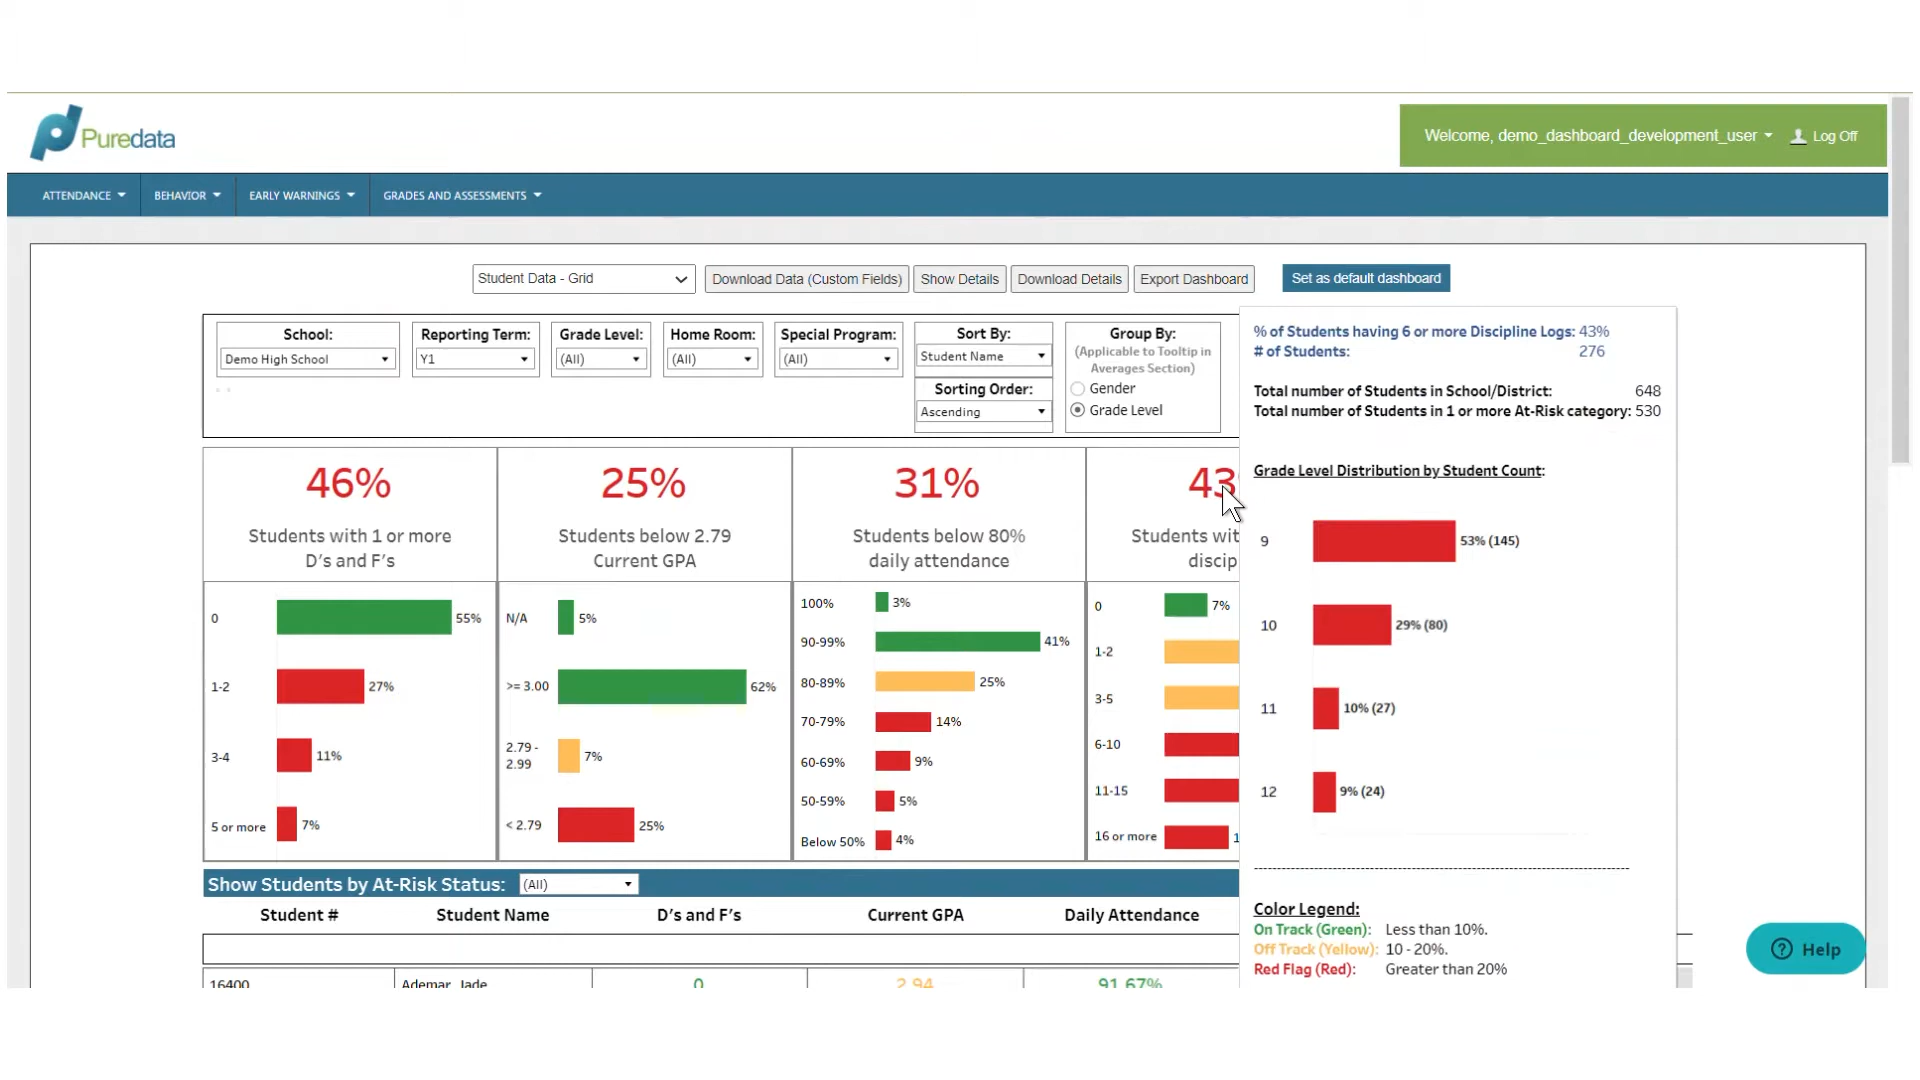 Puredata
Welcome, demo_dashboard_development_user
Log Off
ATTENDANCE
BEHAVIOR
EARLY WARNINGS
GRADES AND ASSESSMENTS
Student Data - Grid
Download Data (Custom Fields)
Show Details
Download Details
Export Dashboard
Set as default dashboard
School:
Demo High School
Reporting Term:
Y1
Grade Level:
(All)
Home Room:
(All)
Special Program:
(All)
Sort By:
Student Name
Sorting Order:
Ascending
Group By:
(Applicable to Tooltip in
Averages Section)
Gender
Grade Level
46%
Students with 1 or more
D's and F's
0
55%
1-2
27%
3-4
11%
5 or more
7%
25%
Students below 2.79
Current GPA
N/A
5%
>= 3.00
62%
2.79 -
2.99
7%
< 2.79
25%
31%
Students below 80%
daily attendance
100%
3%
90-99%
41%
80-89%
25%
70-79%
14%
60-69%
9%
50-59%
5%
Below 50%
4%
43
Students wit
discip
0
7%
1-2
3-5
6-10
11-15
16 or more
1
% of Students having 6 or more Discipline Logs: 43%
# of Students: 276
Total number of Students in School/District: 648
Total number of Students in 1 or more At-Risk category: 530
Grade Level Distribution by Student Count:
9
53% (145)
10
29% (80)
11
10% (27)
12
9% (24)
Color Legend:
On Track (Green): Less than 10%.
Off Track (Yellow): 10 - 20%.
Red Flag (Red): Greater than 20%
Show Students by At-Risk Status:
(All)
Student #
Student Name
D's and F's
Current GPA
Daily Attendance
16400
Ademar, Jade
0
2.94
91.67%
Help